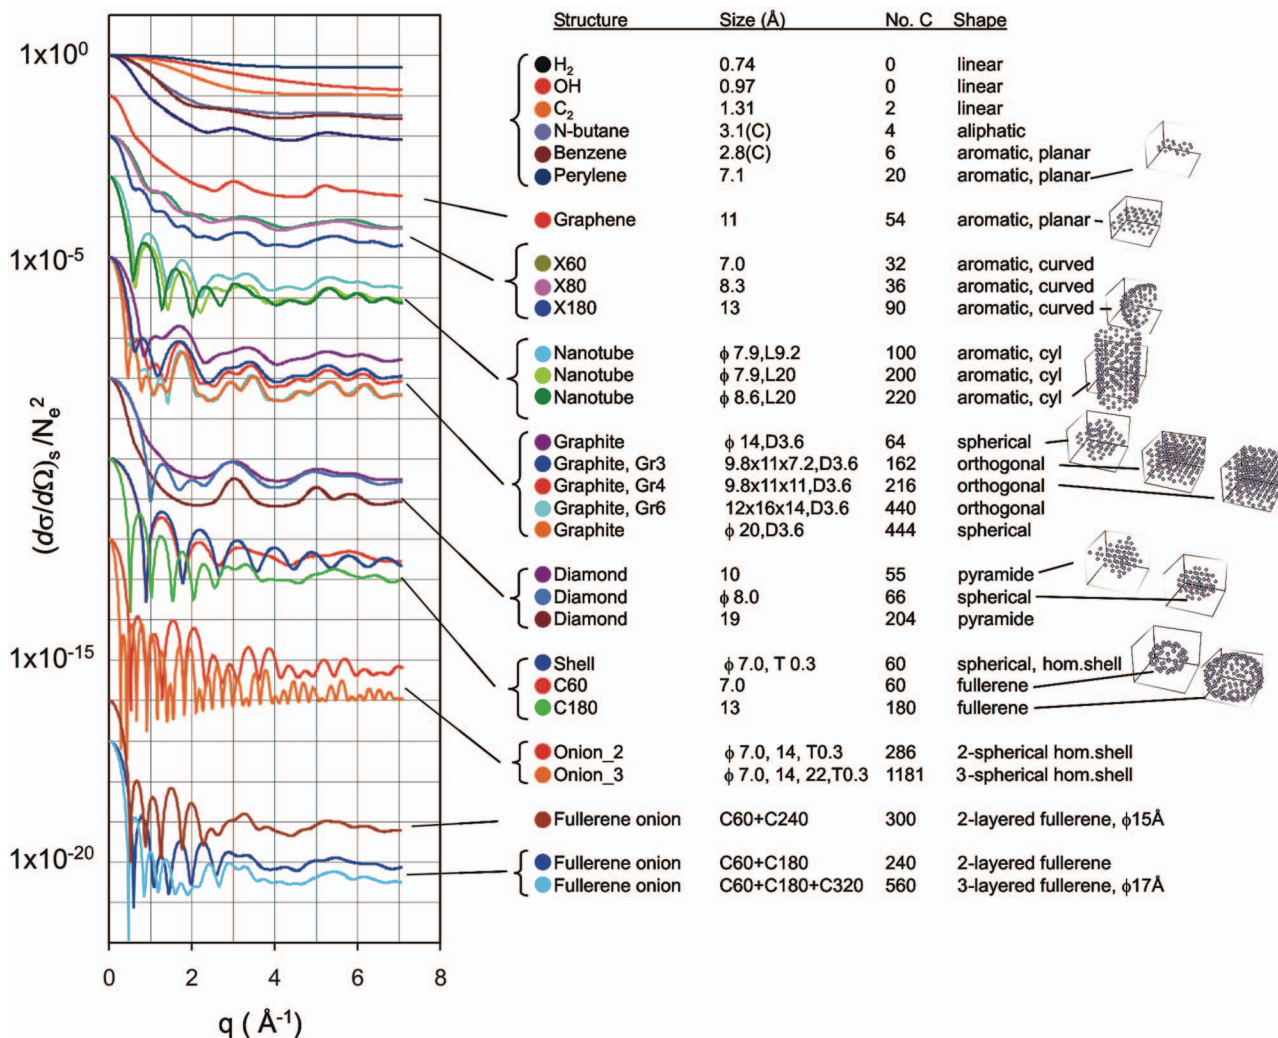 Structure Size (Å) No. C Shape
1x10⁰
H₂ 0.74 0 linear
OH 0.97 0 linear
C₂ 1.31 2 linear
N-butane 3.1(C) 4 aliphatic
Benzene 2.8(C) 6 aromatic, planar
Perylene 7.1 20 aromatic, planar
Graphene 11 54 aromatic, planar
1x10⁻⁵
X60 7.0 32 aromatic, curved
X80 8.3 36 aromatic, curved
X180 13 90 aromatic, curved
Nanotube ϕ 7.9,L9.2 100 aromatic, cyl
Nanotube ϕ 7.9,L20 200 aromatic, cyl
Nanotube ϕ 8.6,L20 220 aromatic, cyl
Graphite ϕ 14,D3.6 64 spherical
Graphite, Gr3 9.8x11x7.2,D3.6 162 orthogonal
Graphite, Gr4 9.8x11x11,D3.6 216 orthogonal
Graphite, Gr6 12x16x14,D3.6 440 orthogonal
Graphite ϕ 20,D3.6 444 spherical
(dσ/dΩ)ₛ/Nₑ²
Diamond 10 55 pyramide
Diamond ϕ 8.0 66 spherical
Diamond 19 204 pyramide
1x10⁻¹⁵
Shell ϕ 7.0, T 0.3 60 spherical, hom.shell
C60 7.0 60 fullerene
C180 13 180 fullerene
Onion_2 ϕ 7.0, 14, T0.3 286 2-spherical hom.shell
Onion_3 ϕ 7.0, 14, 22,T0.3 1181 3-spherical hom.shell
Fullerene onion C60+C240 300 2-layered fullerene, ϕ15Å
1x10⁻²⁰
Fullerene onion C60+C180 240 2-layered fullerene
Fullerene onion C60+C180+C320 560 3-layered fullerene, ϕ17Å
0 2 4 6 8
q ( Å⁻¹)